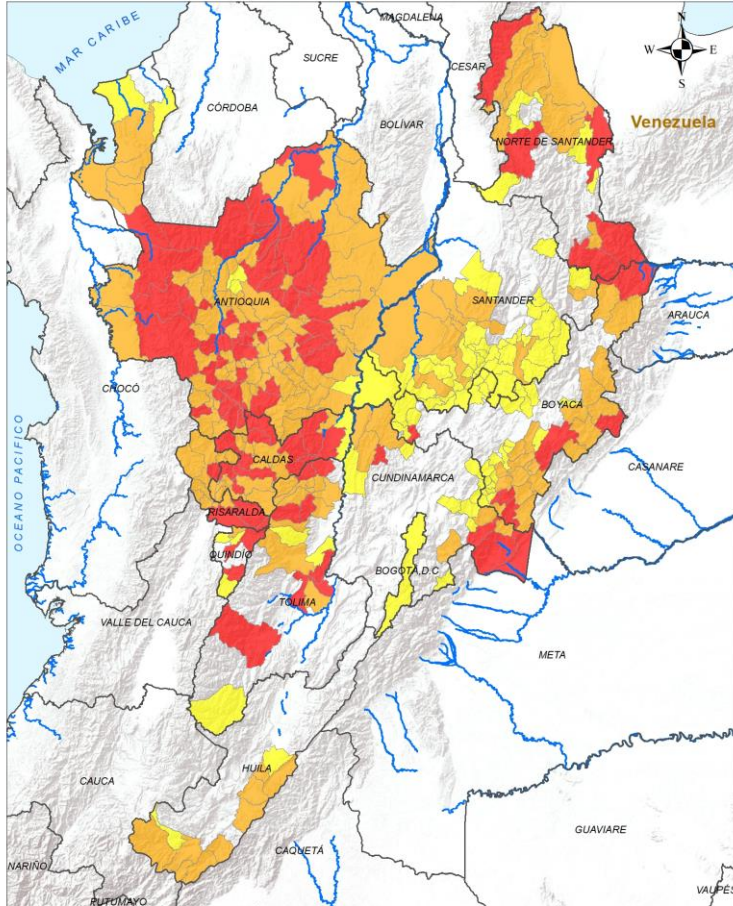 MAGDALENA
N
W E
S
MAR CARIBE
SUCRE
CESAR
CÓRDOBA
BOLÍVAR
Venezuela
NORTE DE SANTANDER
ANTIOQUIA
SANTANDER
ARAUCA
CHOCÓ
BOYACÁ
CALDAS
CUNDINAMARCA
CASANARE
OCEANO PACIFICO
RISARALDA
QUINDÍO
BOGOTÁ, D.C
TOLIMA
VALLE DEL CAUCA
META
HUILA
CAUCA
GUAVIARE
CAQUETÁ
NARIÑO
PUTUMAYO
VAUPÉS